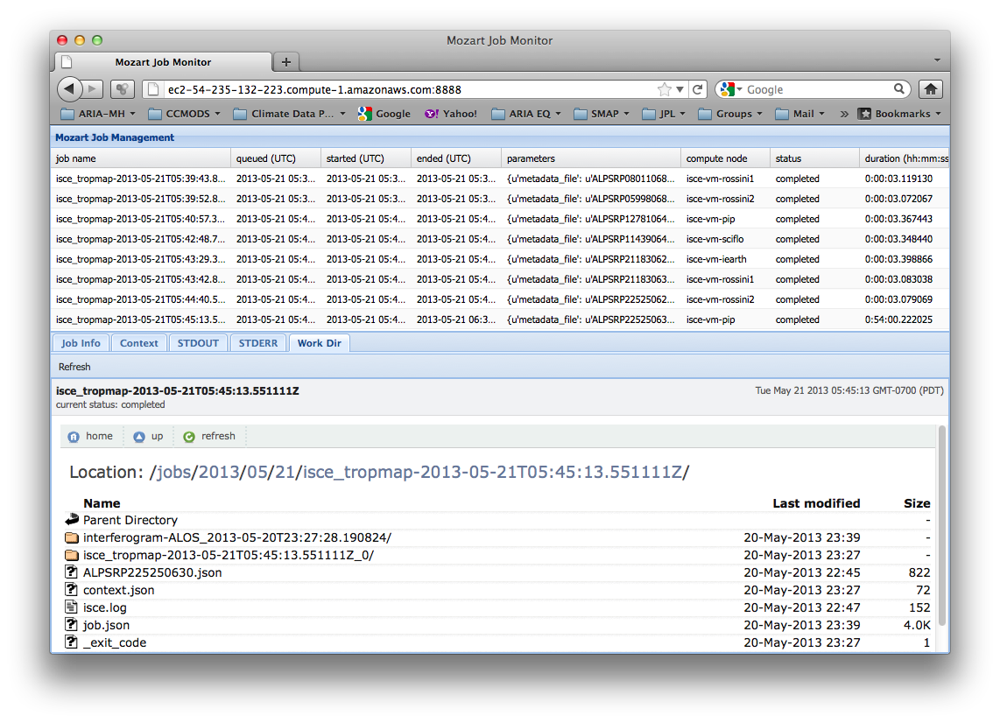 Mozart Job Monitor
Mozart Job Monitor
ec2-54-235-132-223.compute-1.amazonaws.com:8888 Google
ARIA-MH CCMODS Climate Data P... Google Yahoo! ARIA EQ SMAP JPL Groups Mail » Bookmarks
Mozart Job Management
job name queued (UTC) started (UTC) ended (UTC) parameters compute node status duration (hh:mm:ss
isce_tropmap-2013-05-21T05:39:43.8... 2013-05-21 05:3... 2013-05-21 05:3... 2013-05-21 05:3... {u'metadata_file': u'ALPSRP08011068... isce-vm-rossini1 completed 0:00:03.119130
isce_tropmap-2013-05-21T05:39:52.8... 2013-05-21 05:3... 2013-05-21 05:3... 2013-05-21 05:3... {u'metadata_file': u'ALPSRP05998068... isce-vm-rossini2 completed 0:00:03.072067
isce_tropmap-2013-05-21T05:40:57.3... 2013-05-21 05:4... 2013-05-21 05:4... 2013-05-21 05:4... {u'metadata_file': u'ALPSRP12781064... isce-vm-pip completed 0:00:03.367443
isce_tropmap-2013-05-21T05:42:48.7... 2013-05-21 05:4... 2013-05-21 05:4... 2013-05-21 05:4... {u'metadata_file': u'ALPSRP11439064... isce-vm-sciflo completed 0:00:03.348440
isce_tropmap-2013-05-21T05:43:29.3... 2013-05-21 05:4... 2013-05-21 05:4... 2013-05-21 05:4... {u'metadata_file': u'ALPSRP21183062... isce-vm-iearth completed 0:00:03.398866
isce_tropmap-2013-05-21T05:43:42.8... 2013-05-21 05:4... 2013-05-21 05:4... 2013-05-21 05:4... {u'metadata_file': u'ALPSRP21183063... isce-vm-rossini1 completed 0:00:03.083038
isce_tropmap-2013-05-21T05:44:40.5... 2013-05-21 05:4... 2013-05-21 05:4... 2013-05-21 05:4... {u'metadata_file': u'ALPSRP22525062... isce-vm-rossini2 completed 0:00:03.079069
isce_tropmap-2013-05-21T05:45:13.5... 2013-05-21 05:4... 2013-05-21 05:4... 2013-05-21 06:3... {u'metadata_file': u'ALPSRP22525063... isce-vm-pip completed 0:54:00.222025
Job Info Context STDOUT STDERR Work Dir
Refresh
isce_tropmap-2013-05-21T05:45:13.551111Z Tue May 21 2013 05:45:13 GMT-0700 (PDT)
current status: completed
home up refresh
Location: /jobs/2013/05/21/isce_tropmap-2013-05-21T05:45:13.551111Z/
Name Last modified Size
Parent Directory -
interferogram-ALOS_2013-05-20T23:27:28.190824/ 20-May-2013 23:39 -
isce_tropmap-2013-05-21T05:45:13.551111Z_0/ 20-May-2013 23:27 -
ALPSRP225250630.json 20-May-2013 22:45 822
context.json 20-May-2013 23:27 72
isce.log 20-May-2013 22:47 152
job.json 20-May-2013 23:39 4.0K
_exit_code 20-May-2013 23:27 1